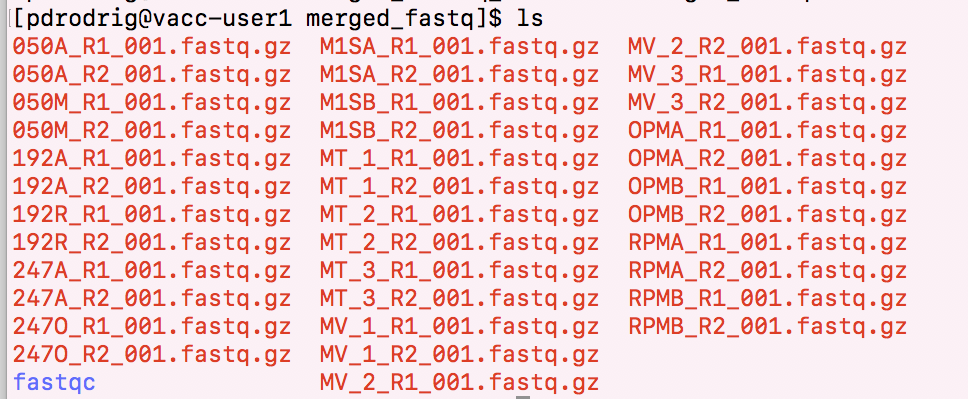 [pdrodrig@vacc-user1 merged_fastq]$ ls
050A_R1_001.fastq.gz  M1SA_R1_001.fastq.gz  MV_2_R2_001.fastq.gz
050A_R2_001.fastq.gz  M1SA_R2_001.fastq.gz  MV_3_R1_001.fastq.gz
050M_R1_001.fastq.gz  M1SB_R1_001.fastq.gz  MV_3_R2_001.fastq.gz
050M_R2_001.fastq.gz  M1SB_R2_001.fastq.gz  OPMA_R1_001.fastq.gz
192A_R1_001.fastq.gz  MT_1_R1_001.fastq.gz  OPMA_R2_001.fastq.gz
192A_R2_001.fastq.gz  MT_1_R2_001.fastq.gz  OPMB_R1_001.fastq.gz
192R_R1_001.fastq.gz  MT_2_R1_001.fastq.gz  OPMB_R2_001.fastq.gz
192R_R2_001.fastq.gz  MT_2_R2_001.fastq.gz  RPMA_R1_001.fastq.gz
247A_R1_001.fastq.gz  MT_3_R1_001.fastq.gz  RPMA_R2_001.fastq.gz
247A_R2_001.fastq.gz  MT_3_R2_001.fastq.gz  RPMB_R1_001.fastq.gz
247O_R1_001.fastq.gz  MV_1_R1_001.fastq.gz  RPMB_R2_001.fastq.gz
247O_R2_001.fastq.gz  MV_1_R2_001.fastq.gz
fastqc  MV_2_R1_001.fastq.gz